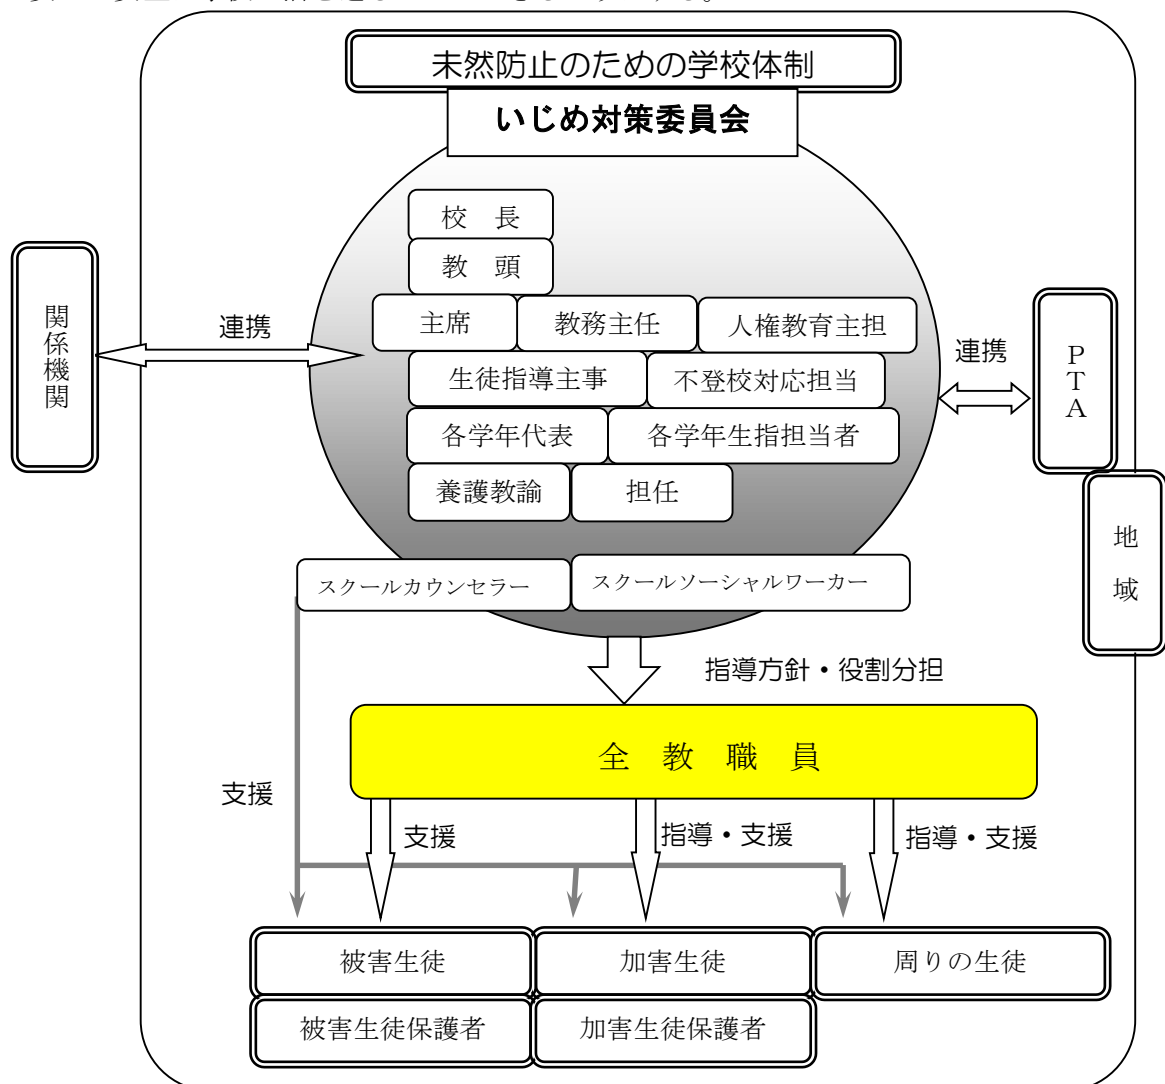 未然防止のための学校体制
いじめ対策委員会
校　長
教　頭
主席
教務主任
人権教育主担
生徒指導主事
不登校対応担当
各学年代表
各学年生指担当者
養護教諭
担任
スクールカウンセラー
スクールソーシャルワーカー
関係機関
連携
連携
PTA
地域
指導方針・役割分担
全　教　職　員
支援
支援
指導・支援
指導・支援
被害生徒
加害生徒
周りの生徒
被害生徒保護者
加害生徒保護者